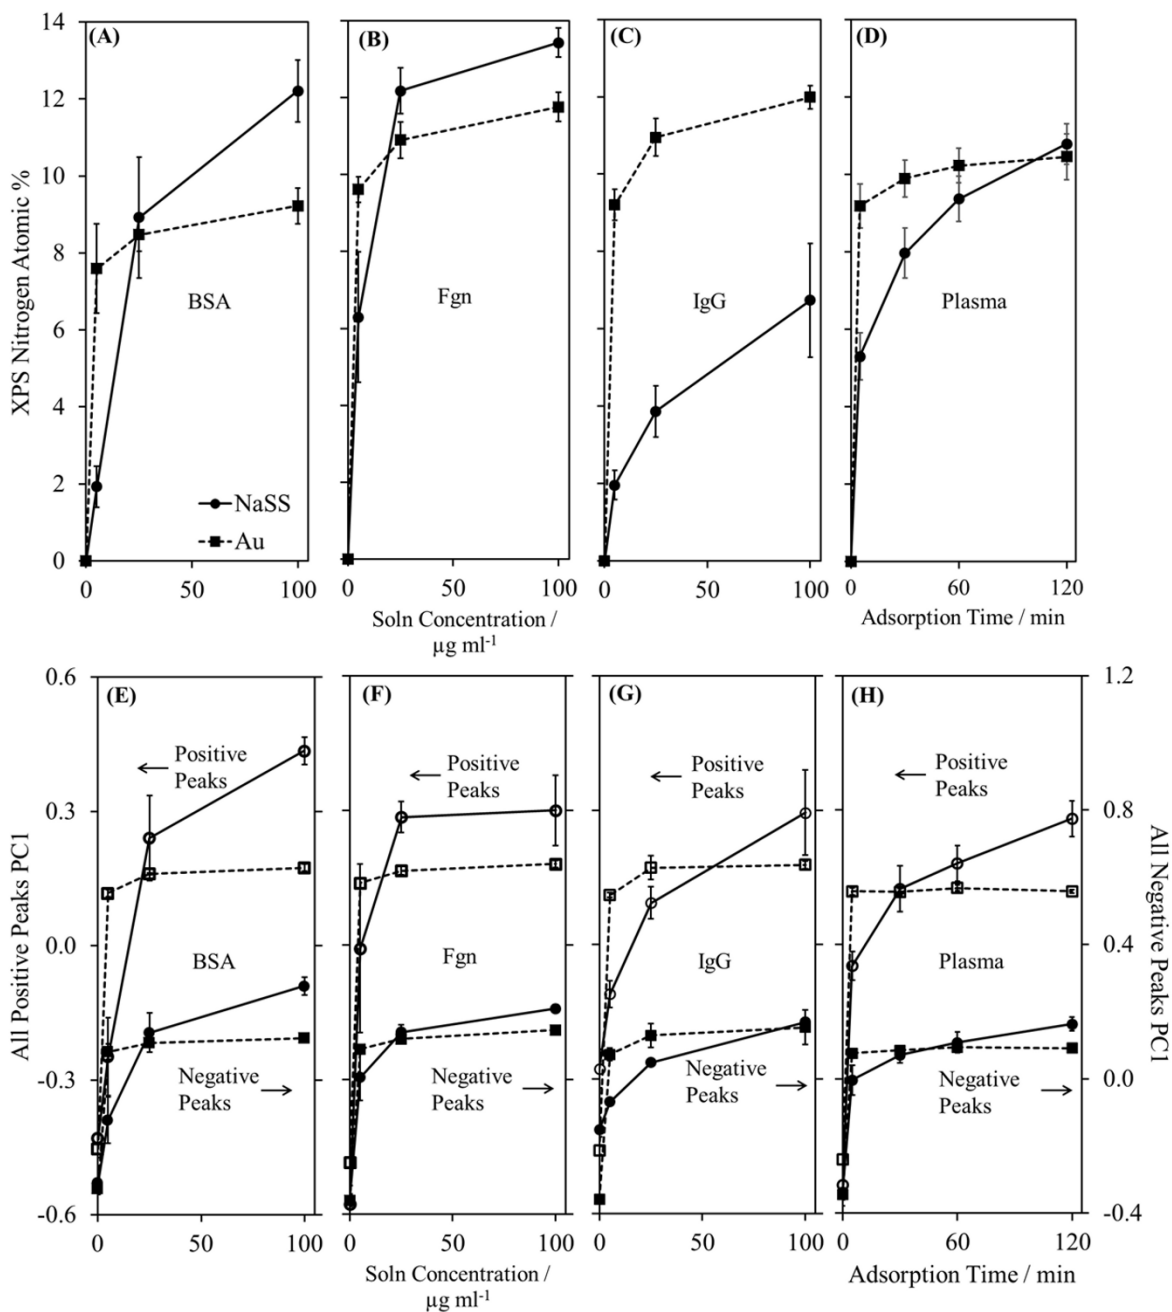 14
12
10
8
6
4
2
0
XPS Nitrogen Atomic %
(A)
BSA
NaSS
Au
0 50 100
(B)
Fgn
0 50 100
Soln Concentration /
µg ml-1
(C)
IgG
0 50 100
(D)
Plasma
0 60 120
Adsorption Time / min
0.6
0.3
0.0
-0.3
-0.6
All Positive Peaks PC1
(E)
Positive
Peaks
BSA
Negative
Peaks
0 50 100
(F)
Positive
Peaks
Fgn
Negative
Peaks
0 50 100
Soln Concentration /
µg ml-1
(G)
Positive
Peaks
IgG
Negative
Peaks
0 50 100
(H)
Positive
Peaks
Plasma
Negative
Peaks
0 60 120
Adsorption Time / min
1.2
0.8
0.4
0.0
-0.4
All Negative Peaks PC1